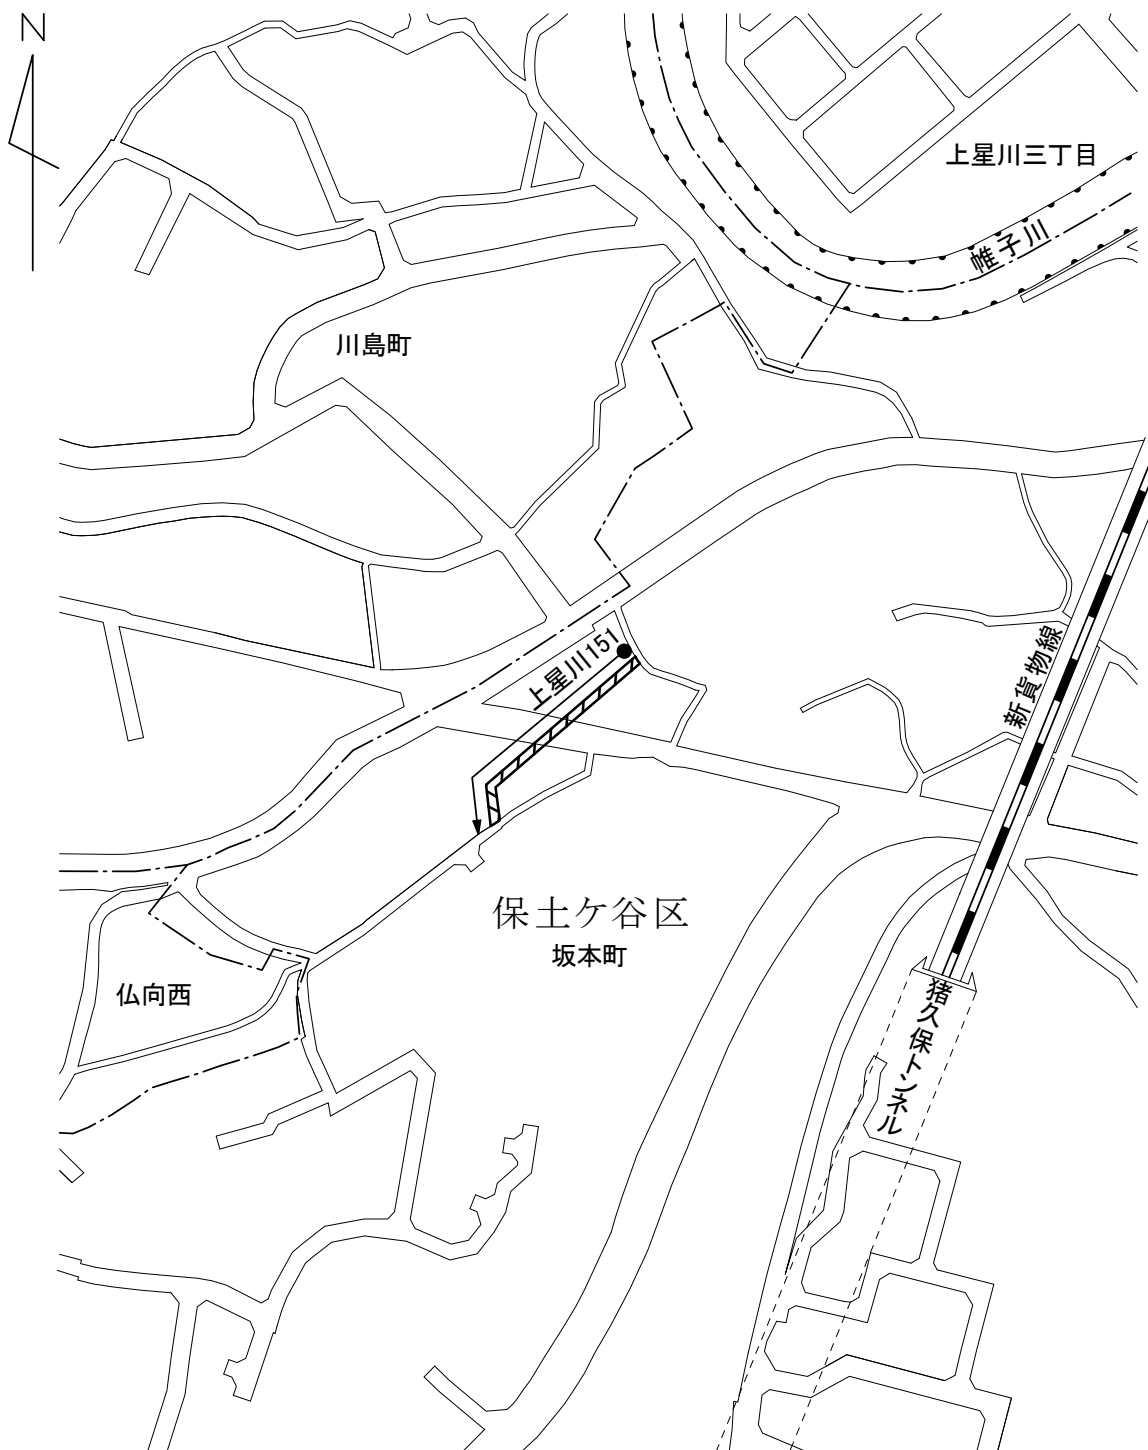 N
上星川三丁目
帷子川
川島町
上星川151
新貨物線
保土ケ谷区
坂本町
仏向西
猪久保トンネル